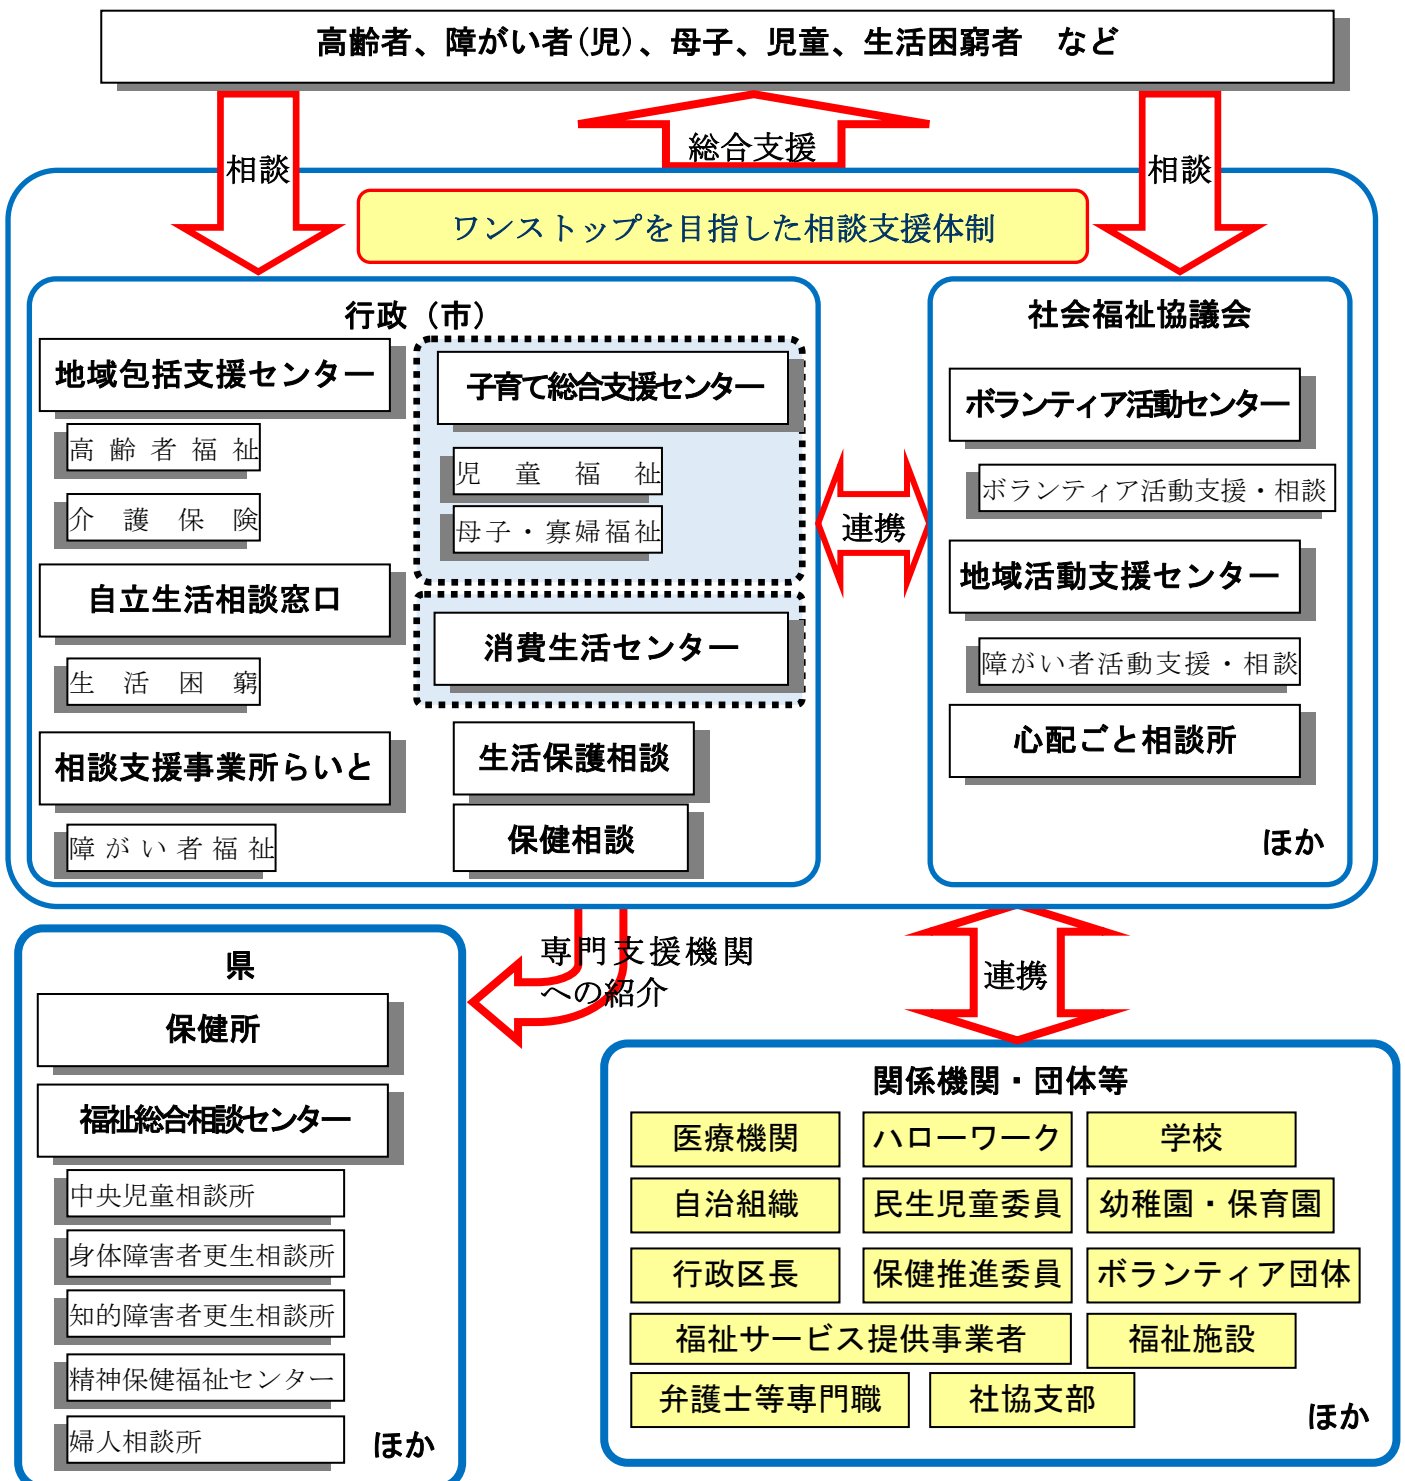 高齢者、障がい者(児)、母子、児童、生活困窮者　など
相談
総合支援
相談
ワンストップを目指した相談支援体制
行政（市）
地域包括支援センター
高齢者福祉
介護保険
自立生活相談窓口
生活困窮
相談支援事業所らいと
障がい者福祉
子育て総合支援センター
児童福祉
母子・寡婦福祉
消費生活センター
生活保護相談
保健相談
連携
社会福祉協議会
ボランティア活動センター
ボランティア活動支援・相談
地域活動支援センター
障がい者活動支援・相談
心配ごと相談所
ほか
専門支援機関
への紹介
連携
県
保健所
福祉総合相談センター
中央児童相談所
身体障害者更生相談所
知的障害者更生相談所
精神保健福祉センター
婦人相談所
ほか
関係機関・団体等
医療機関
ハローワーク
学校
自治組織
民生児童委員
幼稚園・保育園
行政区長
保健推進委員
ボランティア団体
福祉サービス提供事業者
福祉施設
弁護士等専門職
社協支部
ほか